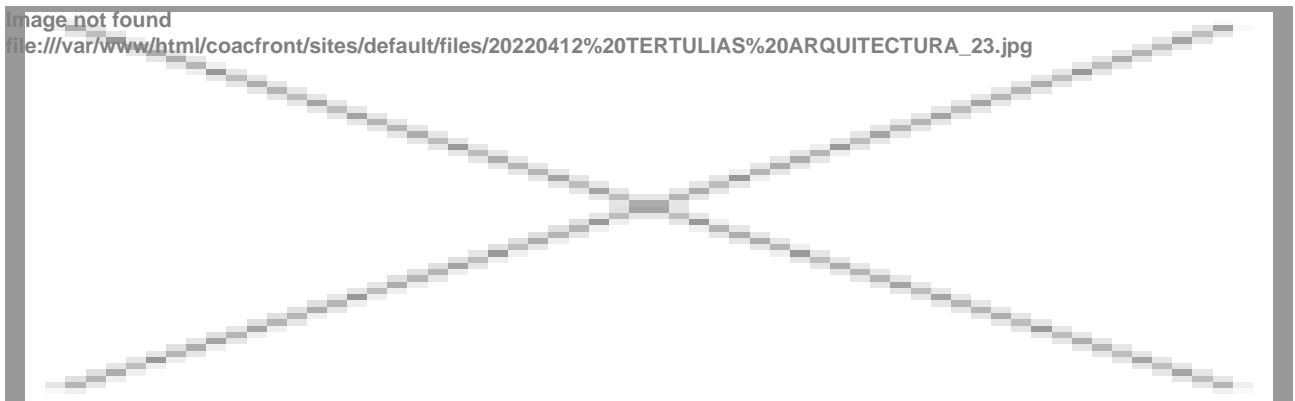 Image not found
file:///var/www/html/coacfront/sites/default/files/20220412%20TERTULIAS%20ARQUITECTURA_23.jpg